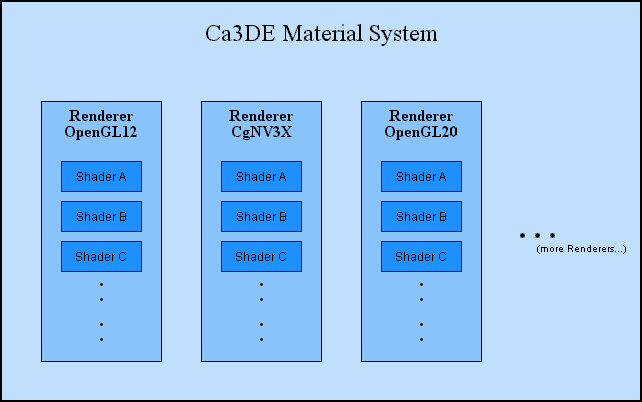 Ca3DE Material System
Renderer
OpenGL12
Shader A
Shader B
Shader C
Renderer
CgNV3X
Shader A
Shader B
Shader C
Renderer
OpenGL20
Shader A
Shader B
Shader C
(more Renderers...)